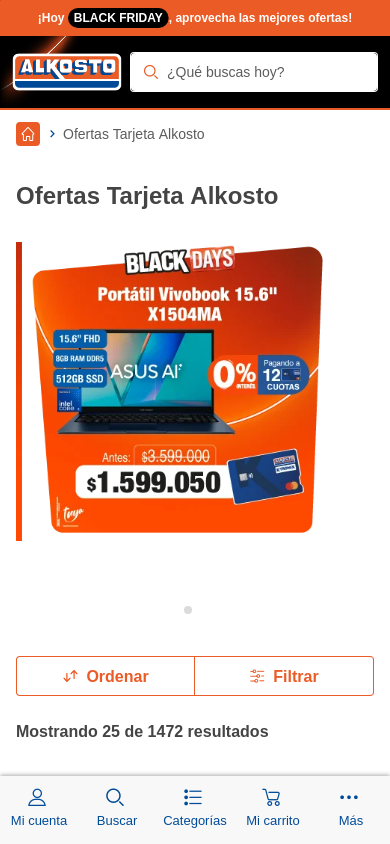 ¡Hoy BLACK FRIDAY, aprovecha las mejores ofertas!
ALKOSTO
¿Qué buscas hoy?
Ofertas Tarjeta Alkosto
Ofertas Tarjeta Alkosto
BLACK DAYS
Portátil Vivobook 15.6"
X1504MA
15.6" FHD
8GB RAM DDR5
512GB SSD
intel
ASUS AI
0%
INTERÉS
Pagando a
12
CUOTAS
Antes: $3.599.000
$1.599.050
tuya
Ordenar
Filtrar
Mostrando 25 de 1472 resultados
Mi cuenta
Buscar
Categorías
Mi carrito
Más